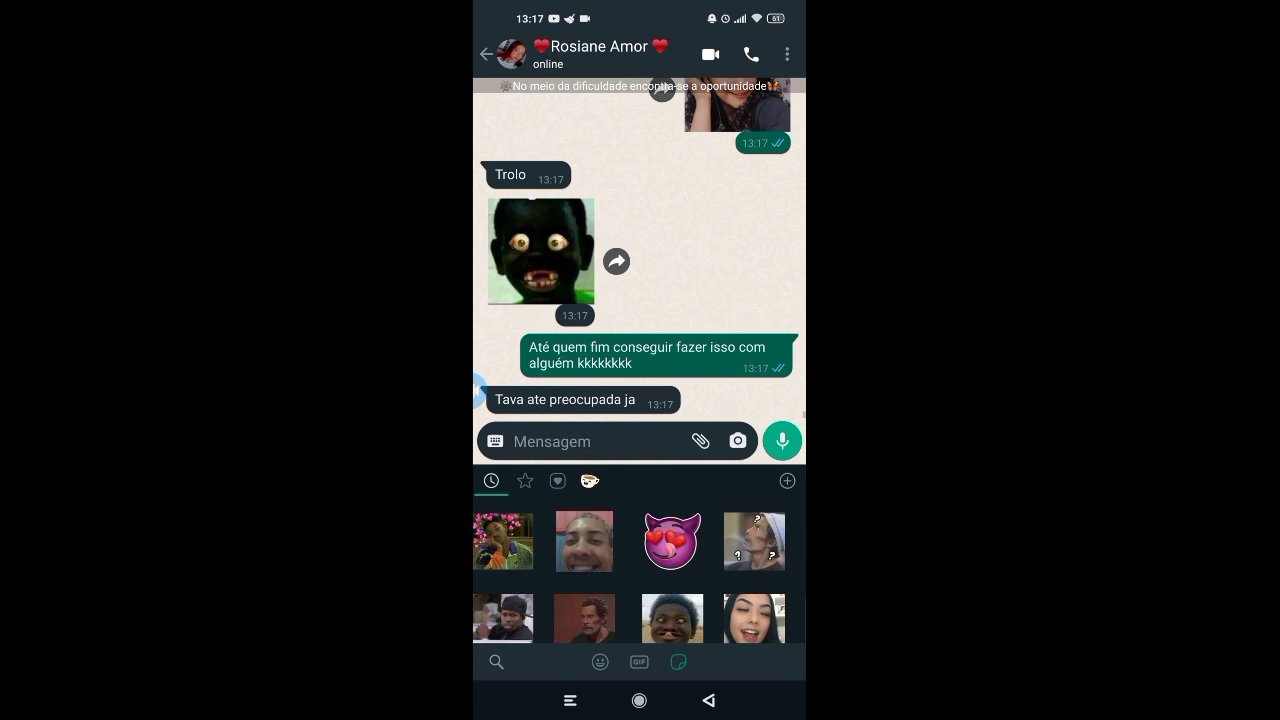 13:17
61
❤️Rosiane Amor ❤️
online
No meio da dificuldade encontra-se a oportunidade
13:17
Trolo
13:17
13:17
Até quem fim conseguir fazer isso com
alguém kkkkkkkk
13:17
Tava ate preocupada ja
13:17
Mensagem
? ? ?
GIF